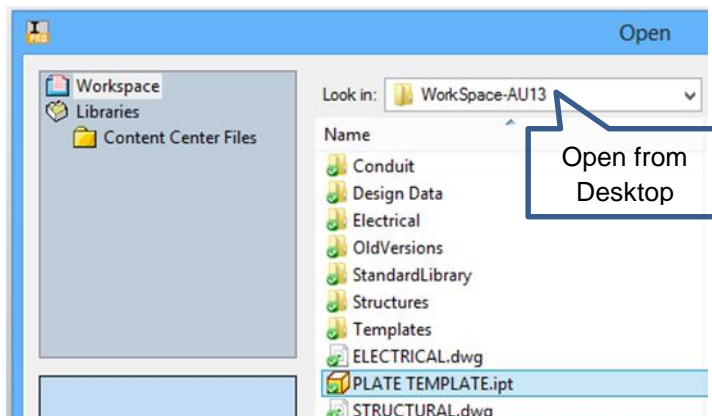 I
PRO
Open
Workspace
Libraries
Content Center Files
Look in: WorkSpace-AU13
Name
Open from
Desktop
Conduit
Design Data
Electrical
OldVersions
StandardLibrary
Structures
Templates
ELECTRICAL.dwg
PLATE TEMPLATE.ipt
STRUCTURAL.dwg